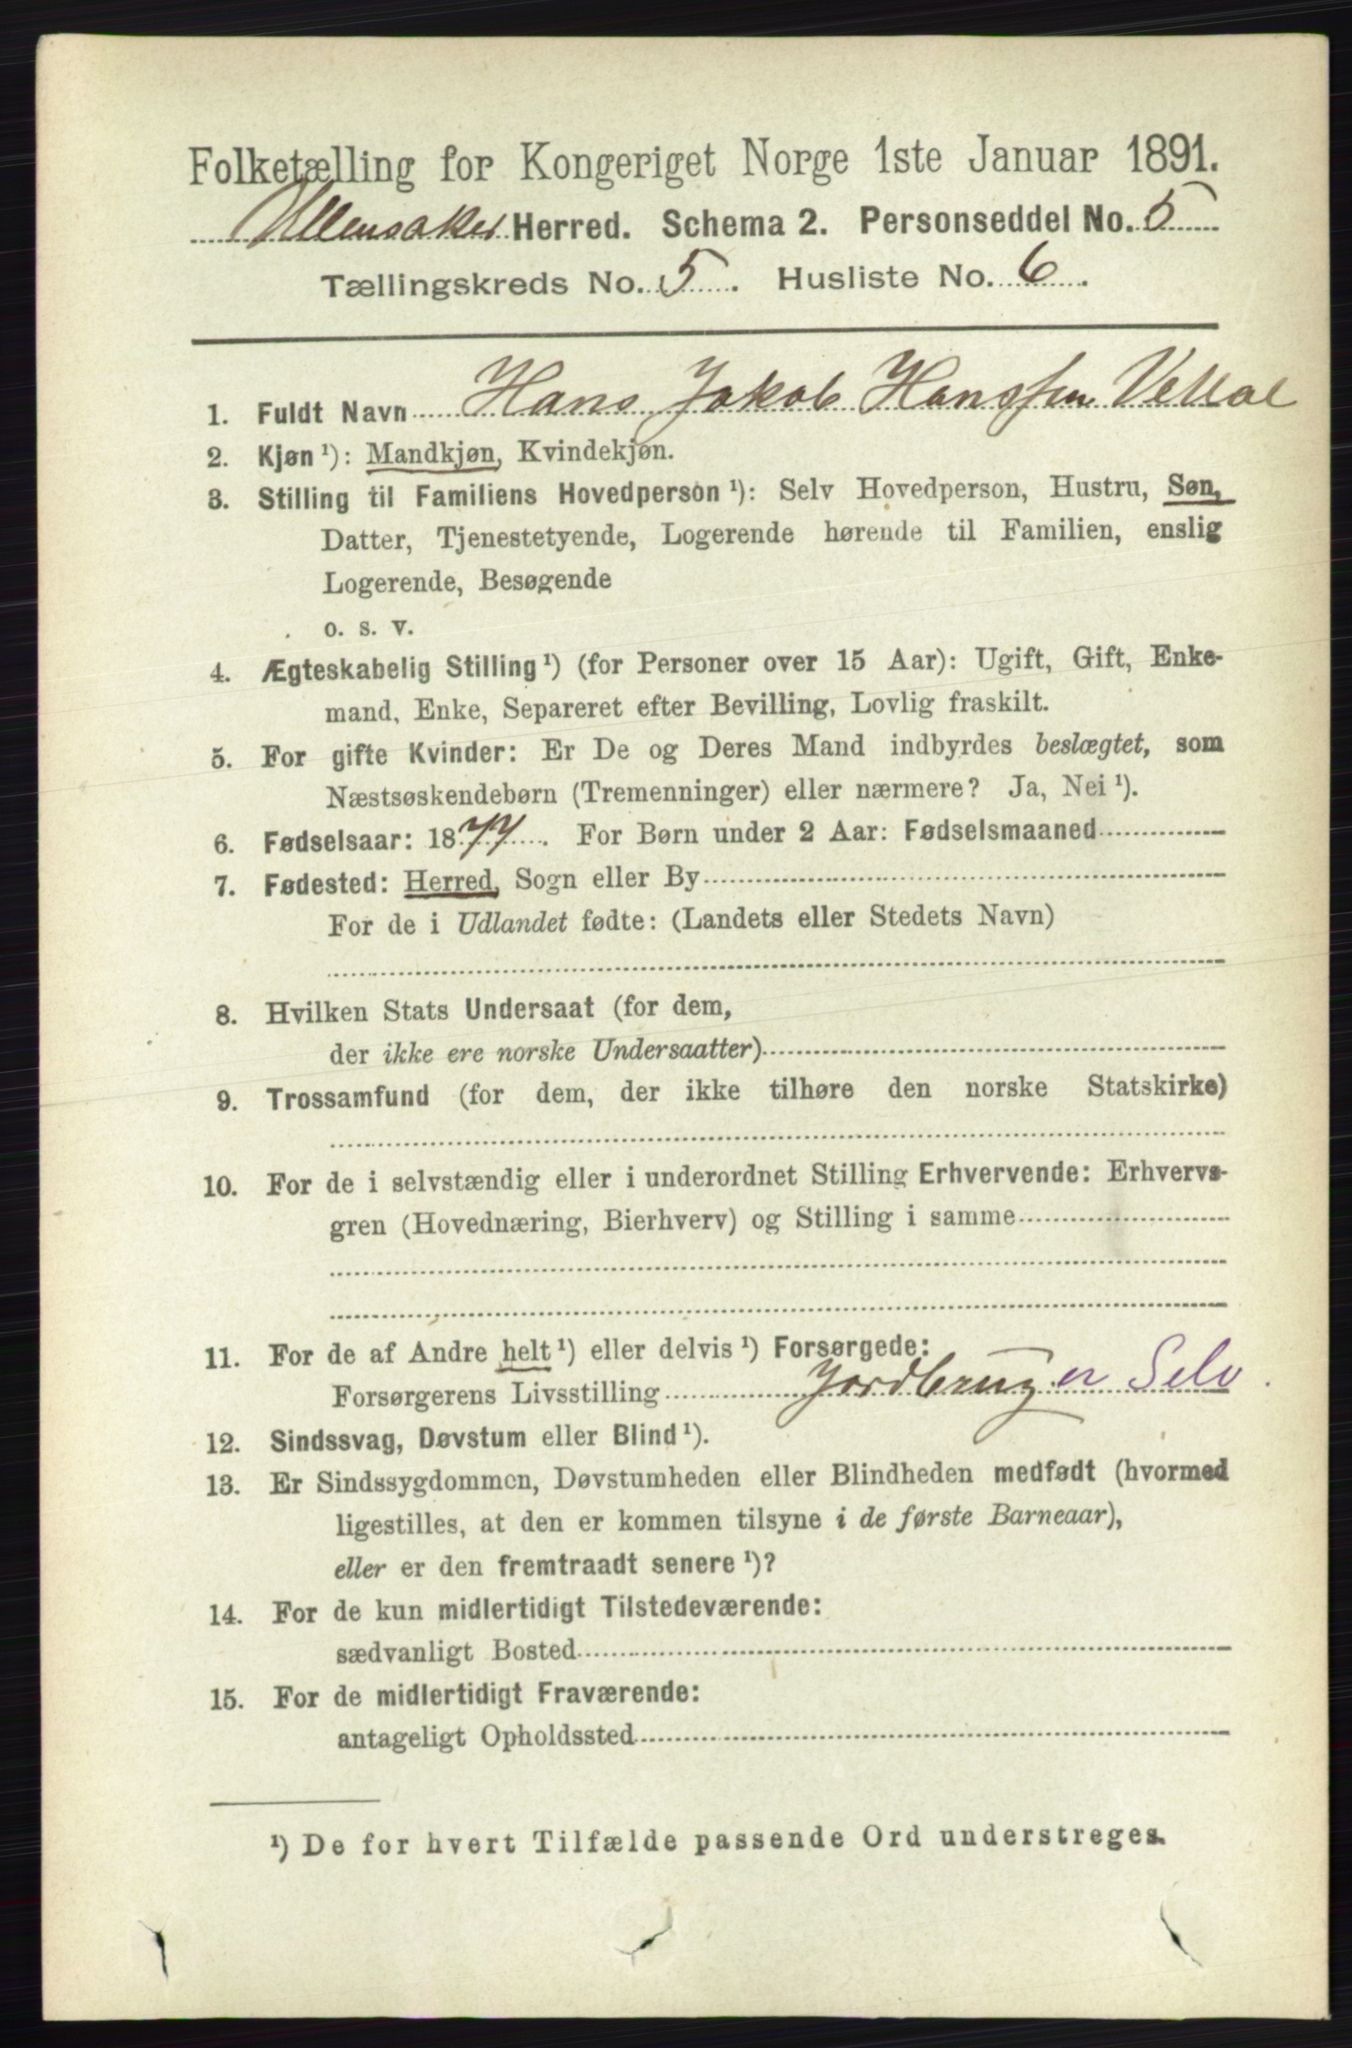 Folketælling for Kongeriget Norge 1ste Januar 1891.
Ullensaker Herred. Schema 2. Personseddel No. 5
Tællingskreds No. 5. Husliste No. 6.
1. Fuldt Navn Hans Jakob Hanssen
2. Kjøn ¹): Mandkjøn, Kvindekjøn.
3. Stilling til Familiens Hovedperson ¹): Selv Hovedperson, Hustru, Søn,
Datter, Tjenestetyende, Logerende hørende til Familien, enslig
Logerende, Besøgende
o. s. v.
4. Ægteskabelig Stilling ¹) (for Personer over 15 Aar): Ugift, Gift, Enke-
mand, Enke, Separeret efter Bevilling, Lovlig fraskilt.
5. For gifte Kvinder: Er De og Deres Mand indbyrdes beslægtet, som
Næstsøskendebørn (Tremenninger) eller nærmere? Ja, Nei ¹).
6. Fødselsaar: 1877. For Børn under 2 Aar: Fødselsmaaned
7. Fødested: Herred, Sogn eller By
For de i Udlandet fødte: (Landets eller Stedets Navn)
8. Hvilken Stats Undersaat (for dem,
der ikke ere norske Undersaatter)
9. Trossamfund (for dem, der ikke tilhøre den norske Statskirke)
10. For de i selvstændig eller i underordnet Stilling Erhvervende: Erhvervs-
gren (Hovednæring, Bierhverv) og Stilling i samme
11. For de af Andre helt ¹) eller delvis ¹) Forsørgede:
Forsørgerens Livsstilling Jordbrug er Selv.
12. Sindssvag, Døvstum eller Blind ¹).
13. Er Sindssygdommen, Døvstumheden eller Blindheden medfødt (hvormed
ligestilles, at den er kommen tilsyne i de første Barneaar),
eller er den fremtraadt senere ¹)?
14. For de kun midlertidigt Tilstedeværende:
sædvanligt Bosted
15. For de midlertidigt Fraværende:
antageligt Opholdssted
¹) De for hvert Tilfælde passende Ord understreges.